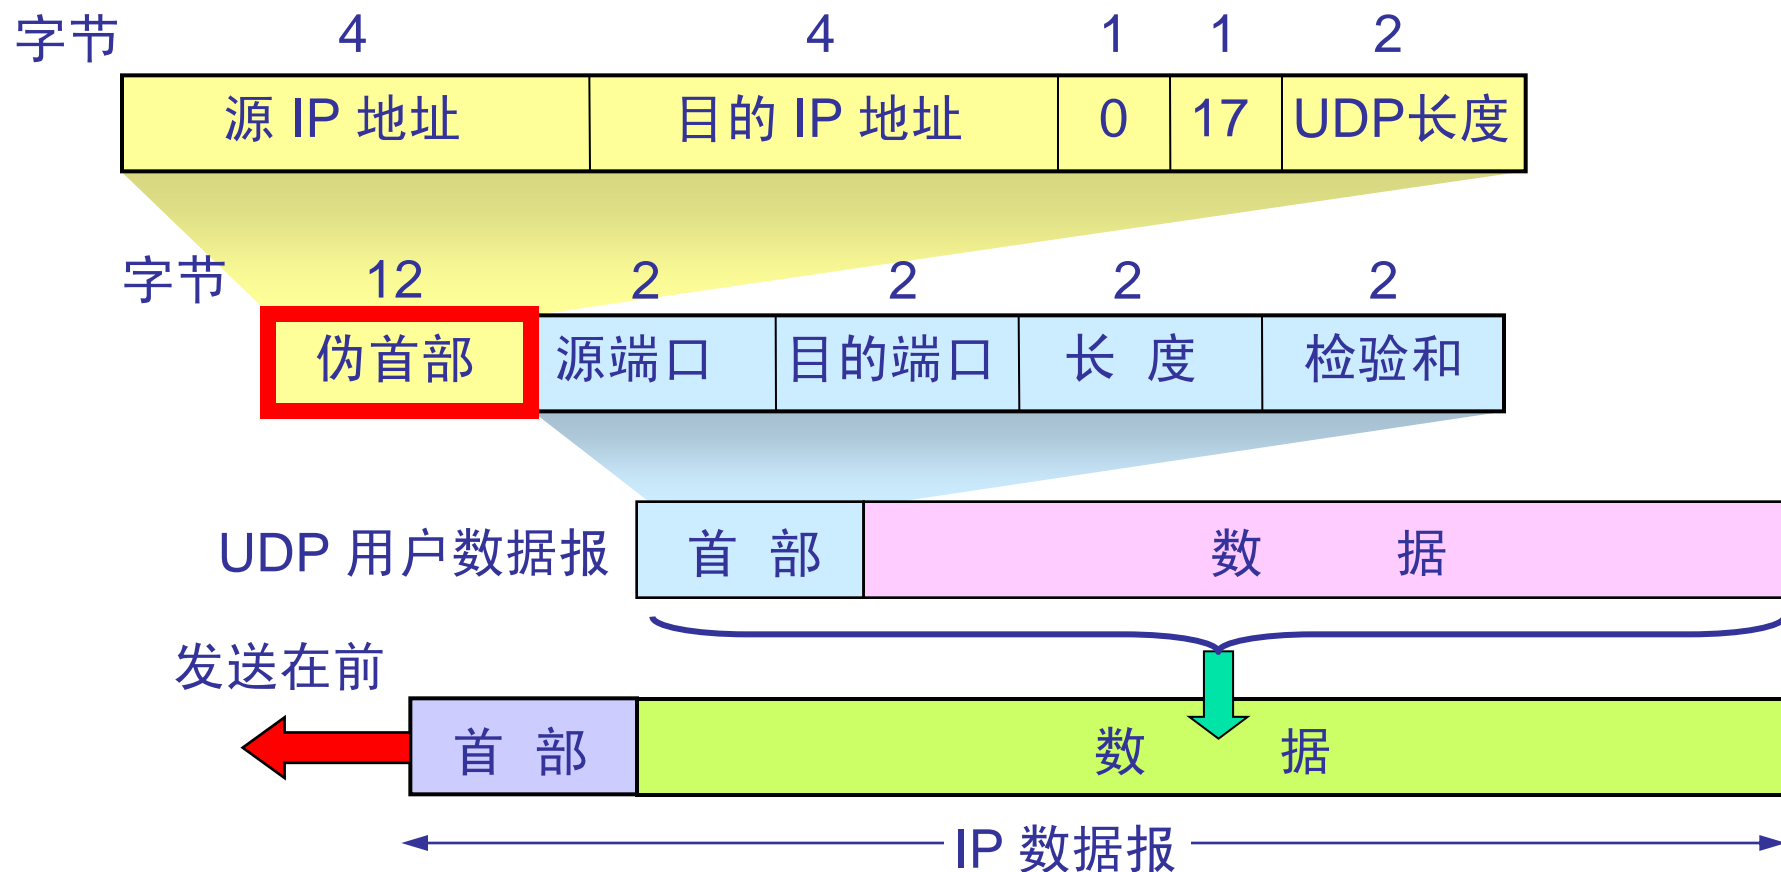 字节 4 4 1 1 2
源 IP 地址 目的 IP 地址 0 17 UDP长度
字节 12 2 2 2 2
伪首部 源端口 目的端口 长 度 检验和
UDP 用户数据报 首 部 数 据
发送在前
首 部 数 据
IP 数据报